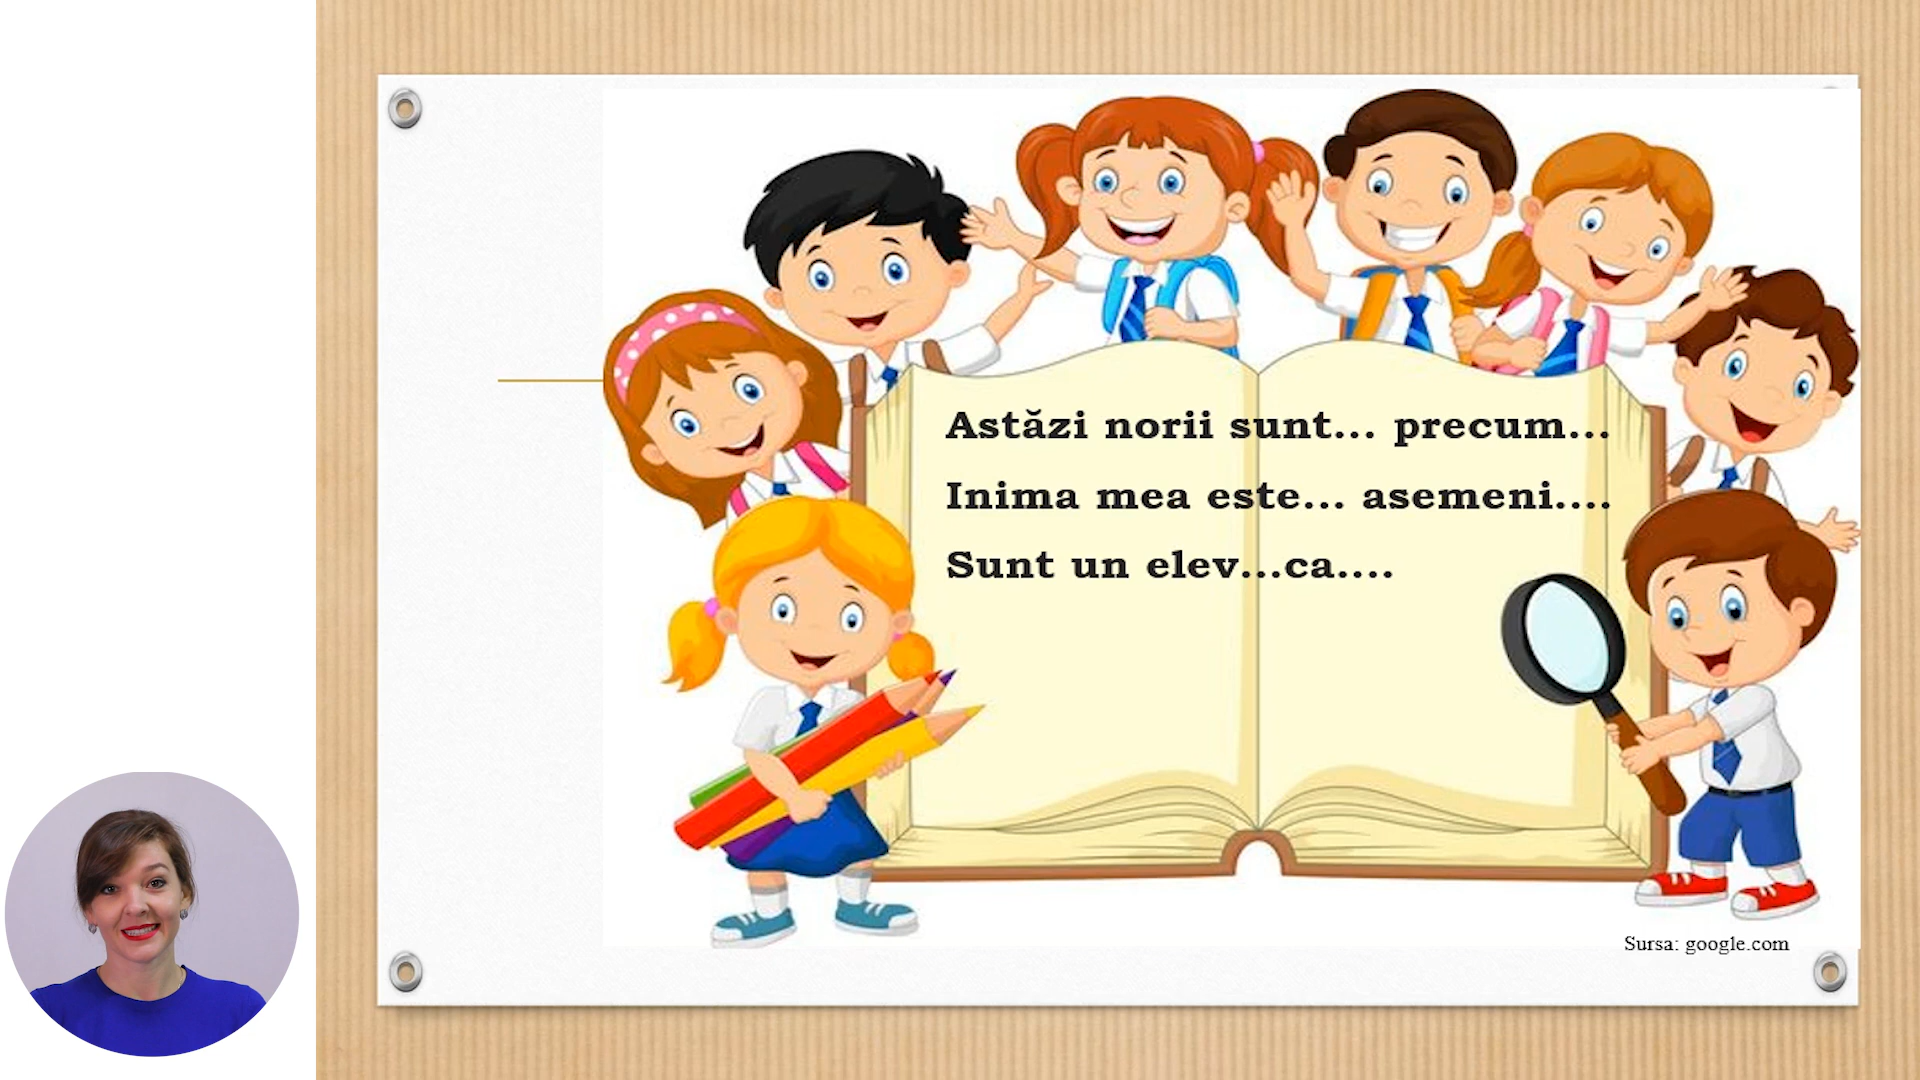 Astăzi norii sunt... precum...
Inima mea este... asemeni....
Sunt un elev...ca....
Sursa: google.com